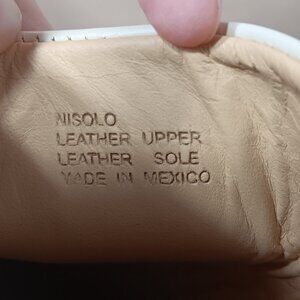 NISOLO
LEATHER UPPER
LEATHER SOLE
MADE IN MEXICO